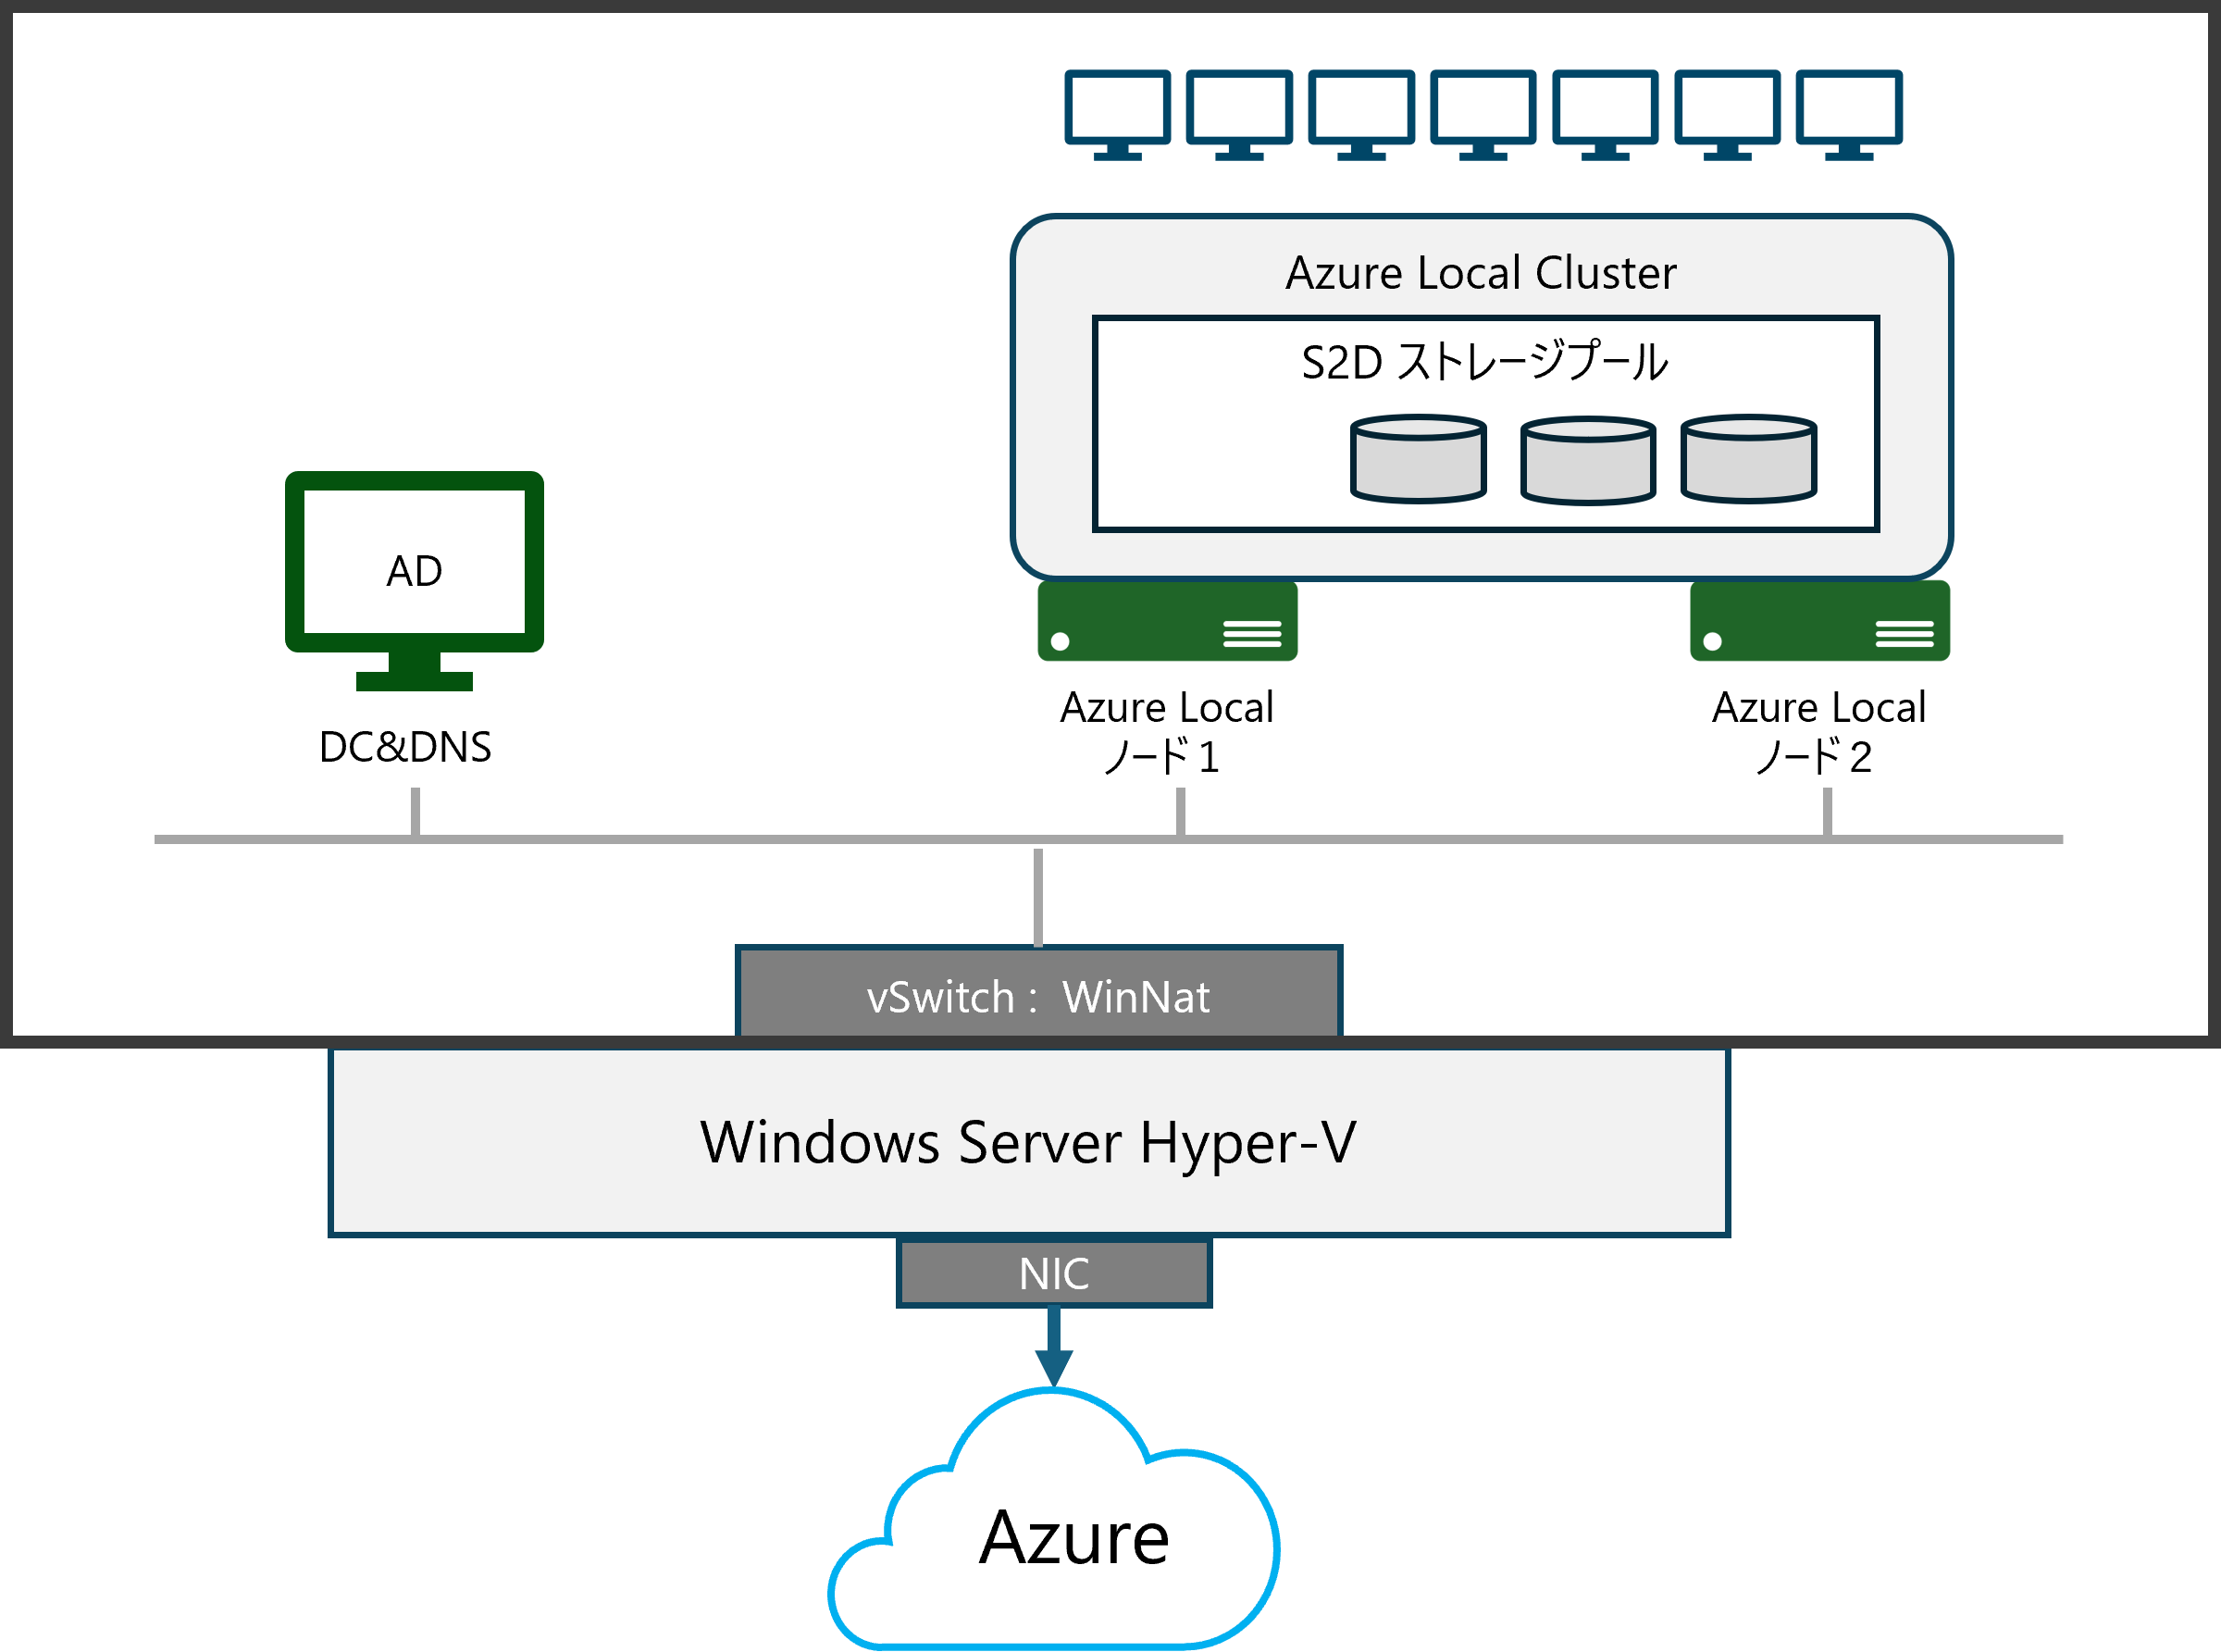 Azure Local Cluster
S2D ストレージプール
AD
DC&DNS
Azure Local
ノード1
Azure Local
ノード2
vSwitch： WinNat
Windows Server Hyper-V
NIC
Azure